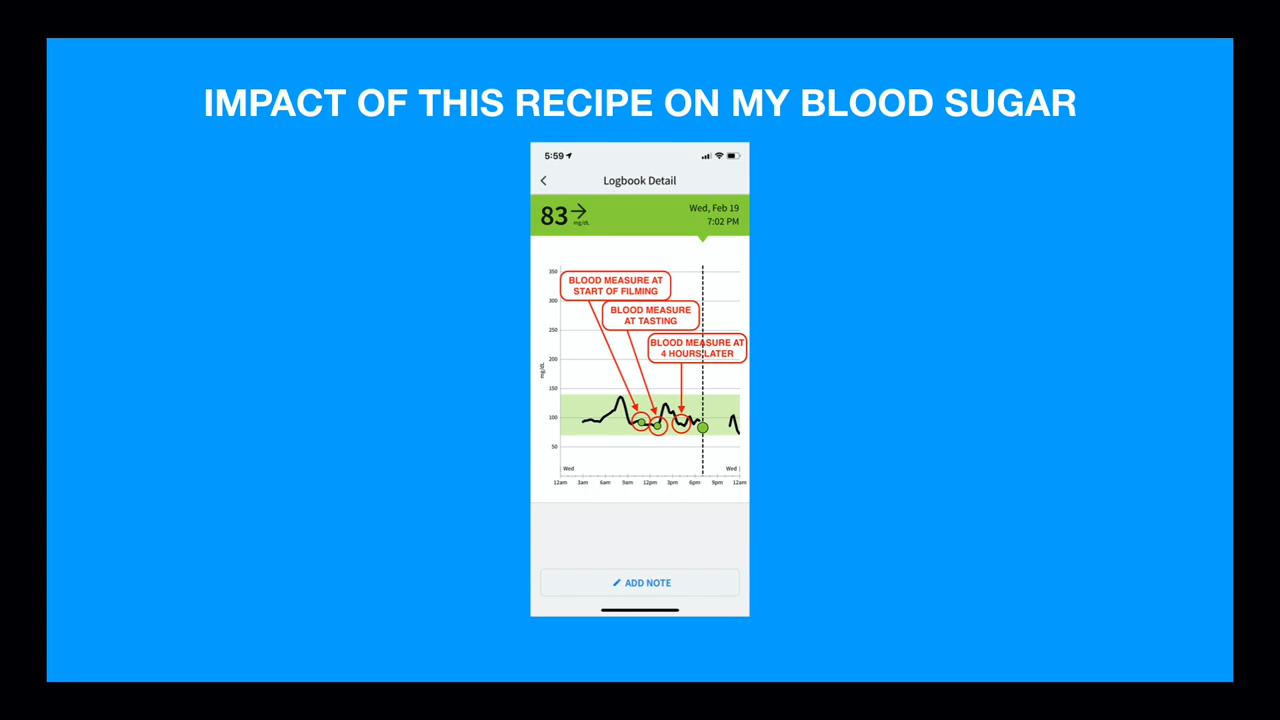 IMPACT OF THIS RECIPE ON MY BLOOD SUGAR
5:59
Logbook Detail
83
mg/dL
Wed, Feb 19
7:02 PM
350
300
250
200
150
100
50
mg/dL
BLOOD MEASURE AT
START OF FILMING
BLOOD MEASURE
AT TASTING
BLOOD MEASURE AT
4 HOURS LATER
Wed
Wed
12am 3am 6am 9am 12pm 3pm 6pm 9pm 12am
ADD NOTE